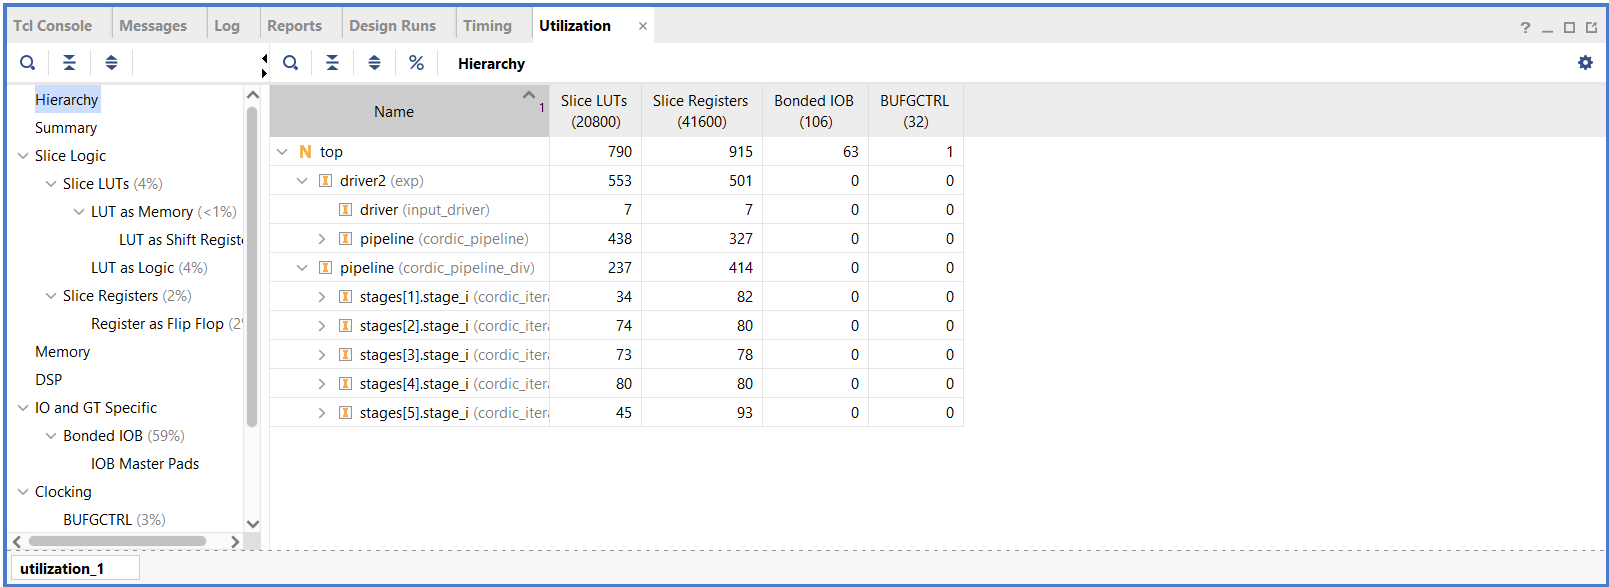 Tcl Console Messages Log Reports Design Runs Timing Utilization × ?
% Hierarchy
Hierarchy
Summary
Slice Logic
Slice LUTs (4%)
LUT as Memory (<1%)
LUT as Shift Registe
LUT as Logic (4%)
Slice Registers (2%)
Register as Flip Flop (2%
Memory
DSP
IO and GT Specific
Bonded IOB (59%)
IOB Master Pads
Clocking
BUFGCTRL (3%)
Name 1 Slice LUTs (20800) Slice Registers (41600) Bonded IOB (106) BUFGCTRL (32)
N top 790 915 63 1
I driver2 (exp) 553 501 0 0
I driver (input_driver) 7 7 0 0
I pipeline (cordic_pipeline) 438 327 0 0
I pipeline (cordic_pipeline_div) 237 414 0 0
I stages[1].stage_i (cordic_itera 34 82 0 0
I stages[2].stage_i (cordic_itera 74 80 0 0
I stages[3].stage_i (cordic_itera 73 78 0 0
I stages[4].stage_i (cordic_itera 80 80 0 0
I stages[5].stage_i (cordic_itera 45 93 0 0
utilization_1